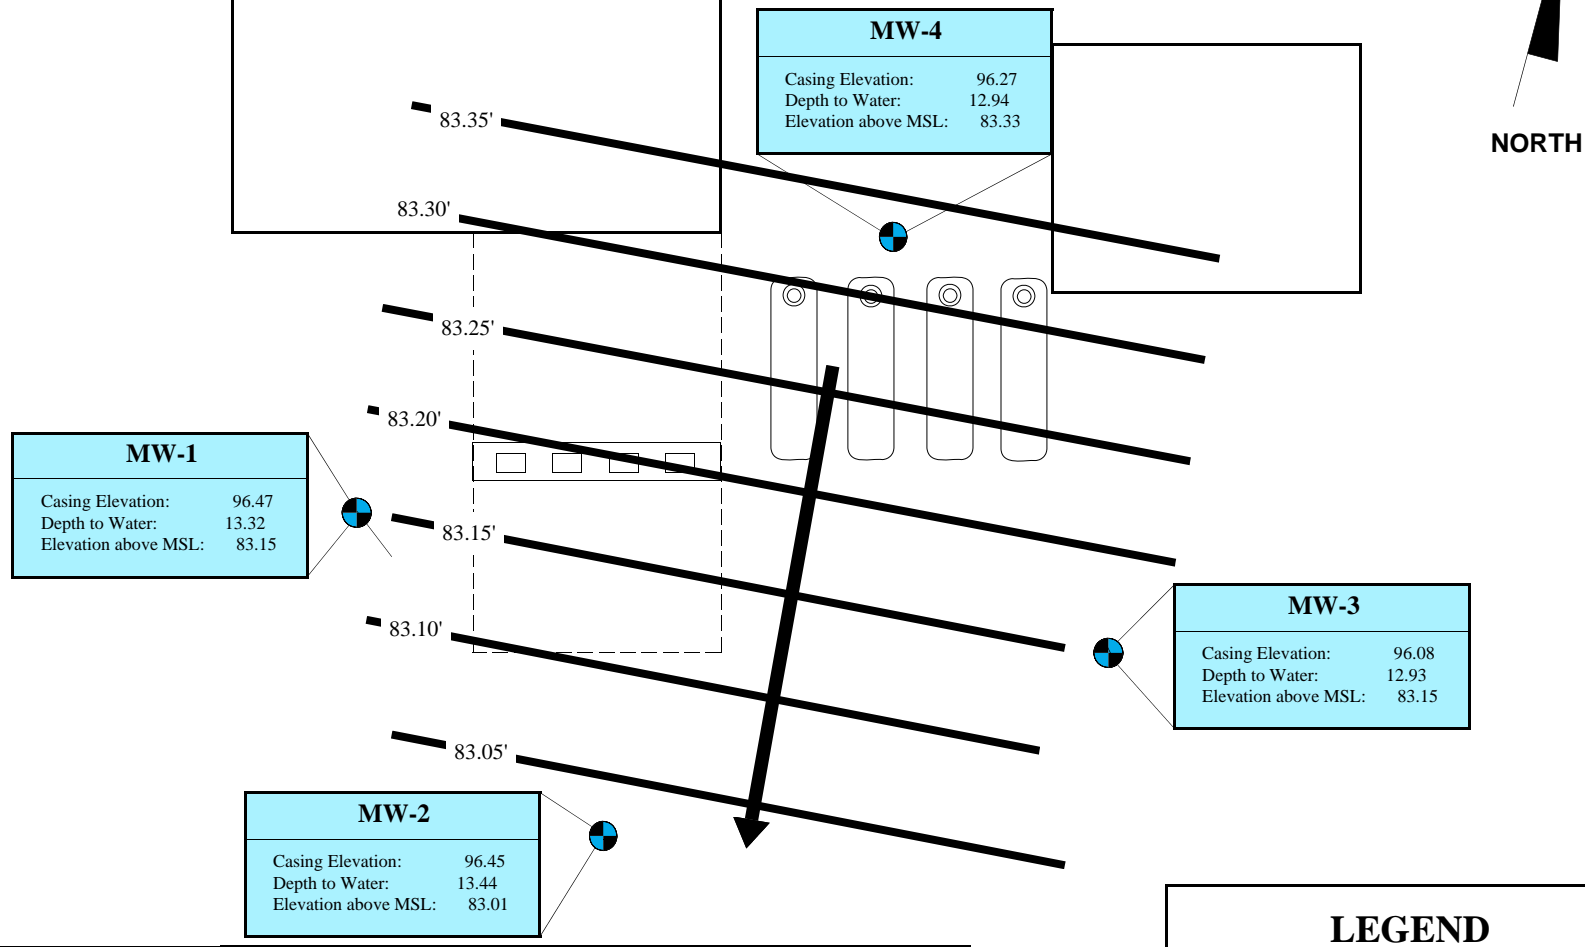 MW-4
Casing Elevation: 96.27
Depth to Water: 12.94
Elevation above MSL: 83.33
NORTH
83.35'
83.30'
83.25'
83.20'
MW-1
Casing Elevation: 96.47
Depth to Water: 13.32
Elevation above MSL: 83.15
83.15'
83.10'
MW-3
Casing Elevation: 96.08
Depth to Water: 12.93
Elevation above MSL: 83.15
83.05'
MW-2
Casing Elevation: 96.45
Depth to Water: 13.44
Elevation above MSL: 83.01
LEGEND